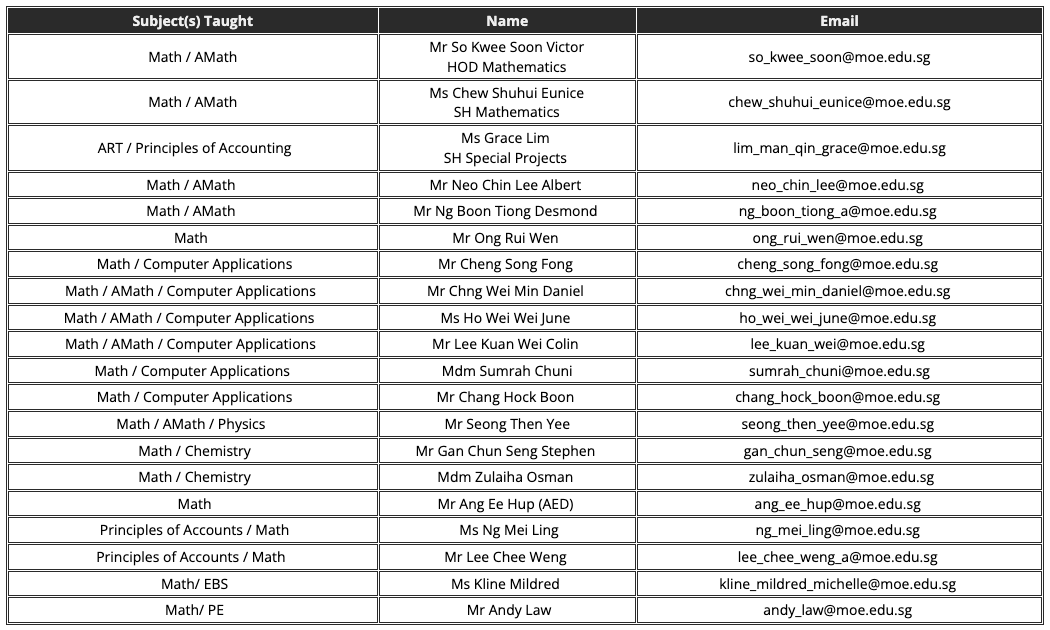 Subject(s) Taught Name Email
Math / AMath Mr So Kwee Soon Victor so_kwee_soon@moe.edu.sg
HOD Mathematics
Math / AMath Ms Chew Shuhui Eunice chew_shuhui_eunice@moe.edu.sg
SH Mathematics
ART / Principles of Accounting Ms Grace Lim lim_man_qin_grace@moe.edu.sg
SH Special Projects
Math / AMath Mr Neo Chin Lee Albert neo_chin_lee@moe.edu.sg
Math / AMath Mr Ng Boon Tiong Desmond ng_boon_tiong_a@moe.edu.sg
Math Mr Ong Rui Wen ong_rui_wen@moe.edu.sg
Math / Computer Applications Mr Cheng Song Fong cheng_song_fong@moe.edu.sg
Math / AMath / Computer Applications Mr Chng Wei Min Daniel chng_wei_min_daniel@moe.edu.sg
Math / AMath / Computer Applications Ms Ho Wei Wei June ho_wei_wei_june@moe.edu.sg
Math / AMath / Computer Applications Mr Lee Kuan Wei Colin lee_kuan_wei@moe.edu.sg
Math / Computer Applications Mdm Sumrah Chuni sumrah_chuni@moe.edu.sg
Math / Computer Applications Mr Chang Hock Boon chang_hock_boon@moe.edu.sg
Math / AMath / Physics Mr Seong Then Yee seong_then_yee@moe.edu.sg
Math / Chemistry Mr Gan Chun Seng Stephen gan_chun_seng@moe.edu.sg
Math / Chemistry Mdm Zulaiha Osman zulaiha_osman@moe.edu.sg
Math Mr Ang Ee Hup (AED) ang_ee_hup@moe.edu.sg
Principles of Accounts / Math Ms Ng Mei Ling ng_mei_ling@moe.edu.sg
Principles of Accounts / Math Mr Lee Chee Weng lee_chee_weng_a@moe.edu.sg
Math/ EBS Ms Kline Mildred kline_mildred_michelle@moe.edu.sg
Math/ PE Mr Andy Law andy_law@moe.edu.sg